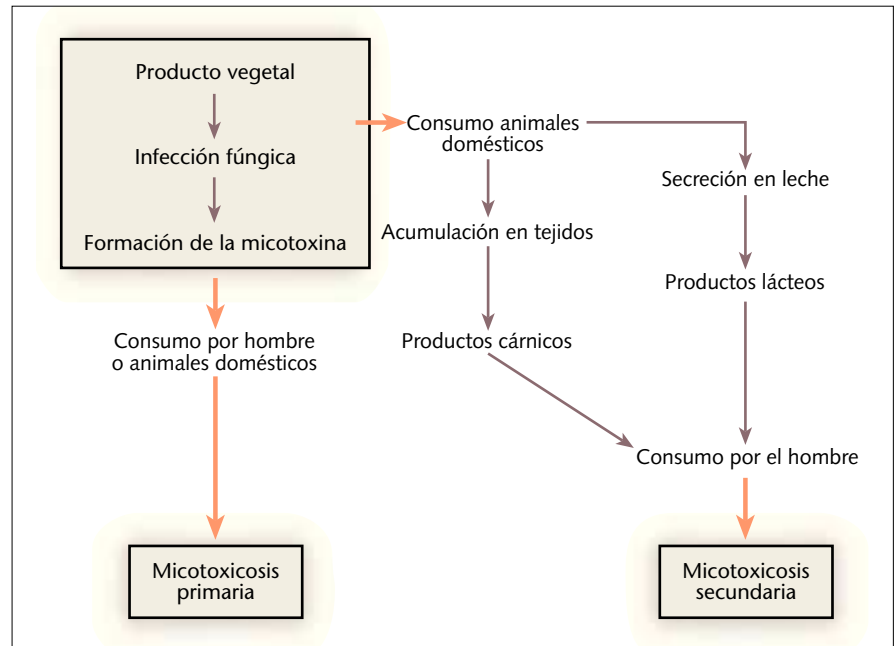 Producto vegetal
Infección fúngica
Formación de la micotoxina
Consumo por hombre
o animales domésticos
Micotoxicosis
primaria
Consumo animales
domésticos
Acumulación en tejidos
Productos cárnicos
Secreción en leche
Productos lácteos
Consumo por el hombre
Micotoxicosis
secundaria